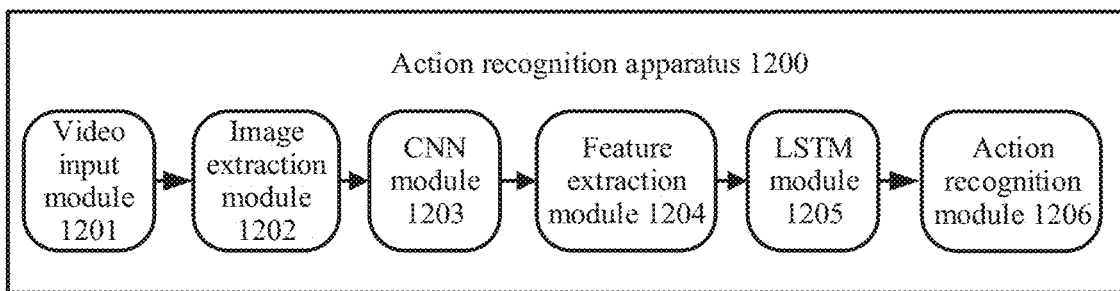 Action recognition apparatus 1200
Video
input
module
1201
Image
extraction
module
1202
CNN
module
1203
Feature
extraction
module 1204
LSTM
module
1205
Action
recognition
module 1206